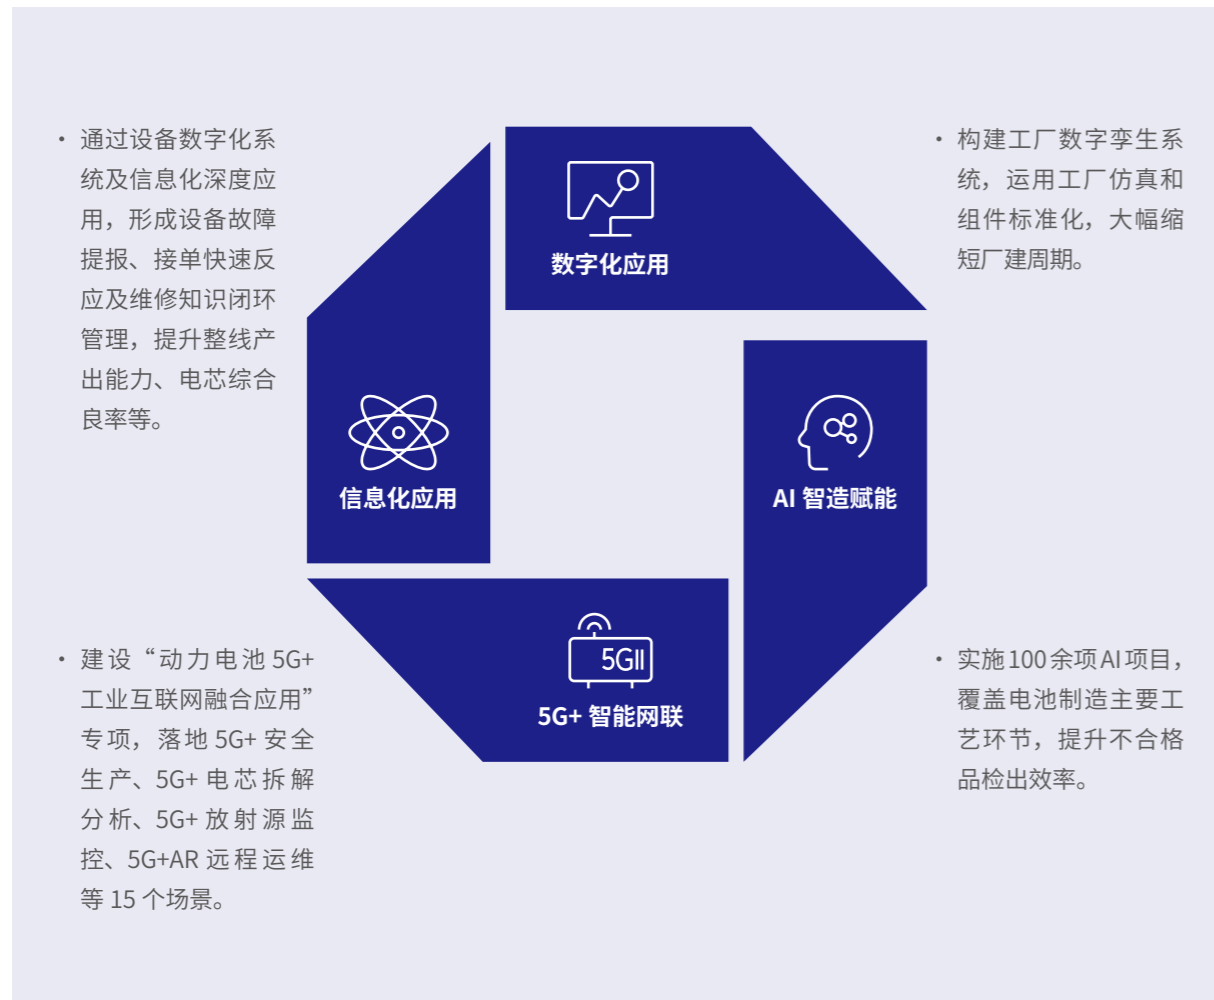 • 通过设备数字化系
统及信息化深度应
用，形成设备故障
提报、接单快速反
应及维修知识闭环
管理，提升整线产
出能力、电芯综合
良率等。
数字化应用
• 构建工厂数字孪生系
统，运用工厂仿真和
组件标准化，大幅缩
短厂建周期。
信息化应用
AI 智造赋能
5GII
5G+ 智能网联
• 建设“动力电池 5G+
工业互联网融合应用”
专项，落地 5G+ 安全
生产、5G+ 电芯拆解
分析、5G+ 放射源监
控、5G+AR 远程运维
等 15 个场景。
• 实施 100 余项 AI 项目，
覆盖电池制造主要工
艺环节，提升不合格
品检出效率。